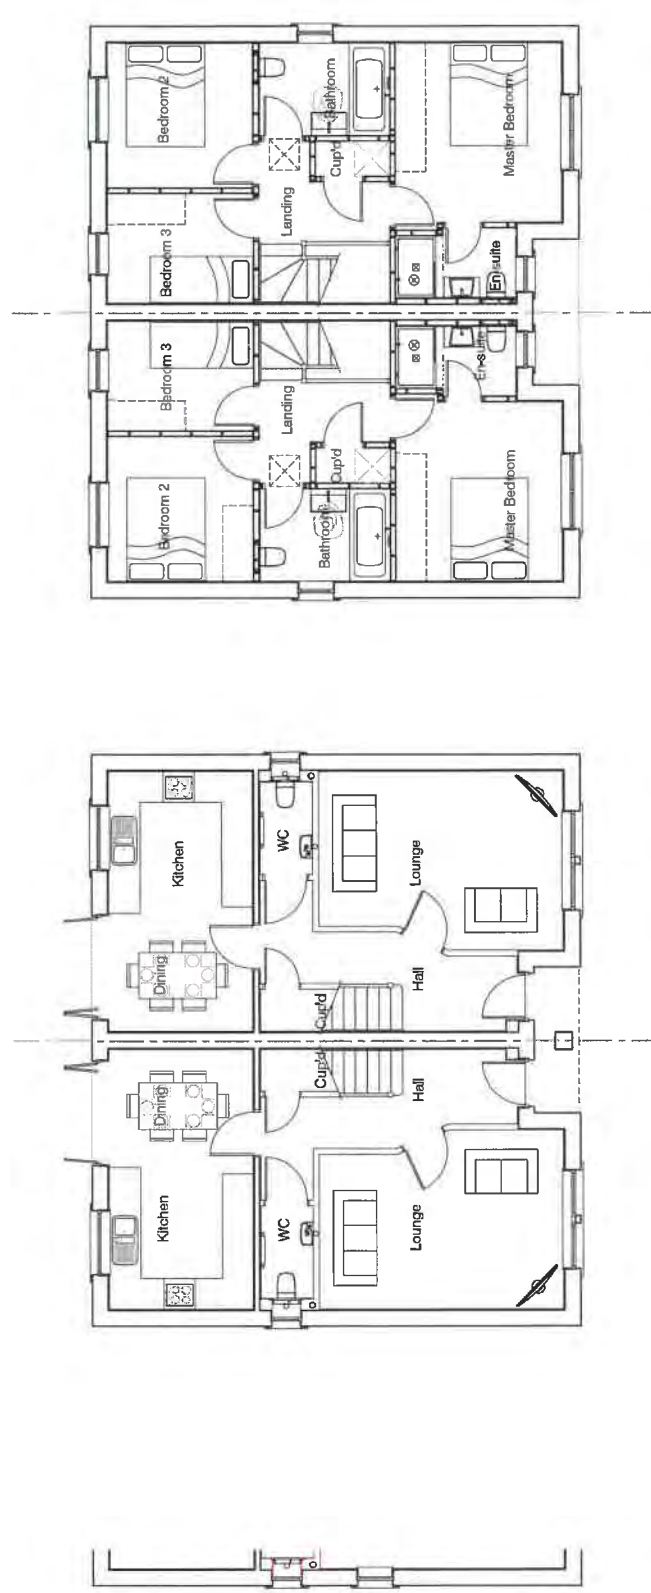 Bedroom 2
Bathroom
Master Bedroom
Cup'd
Landing
Bedroom 3
En-suite
Bedroom 3
Landing
En-suite
Cup'd
Bedroom 2
Bathroom
Master Bedroom
Kitchen
WC
Lounge
Dining
Cup'd
Hall
Dining
Cup'd
Hall
Kitchen
WC
Lounge